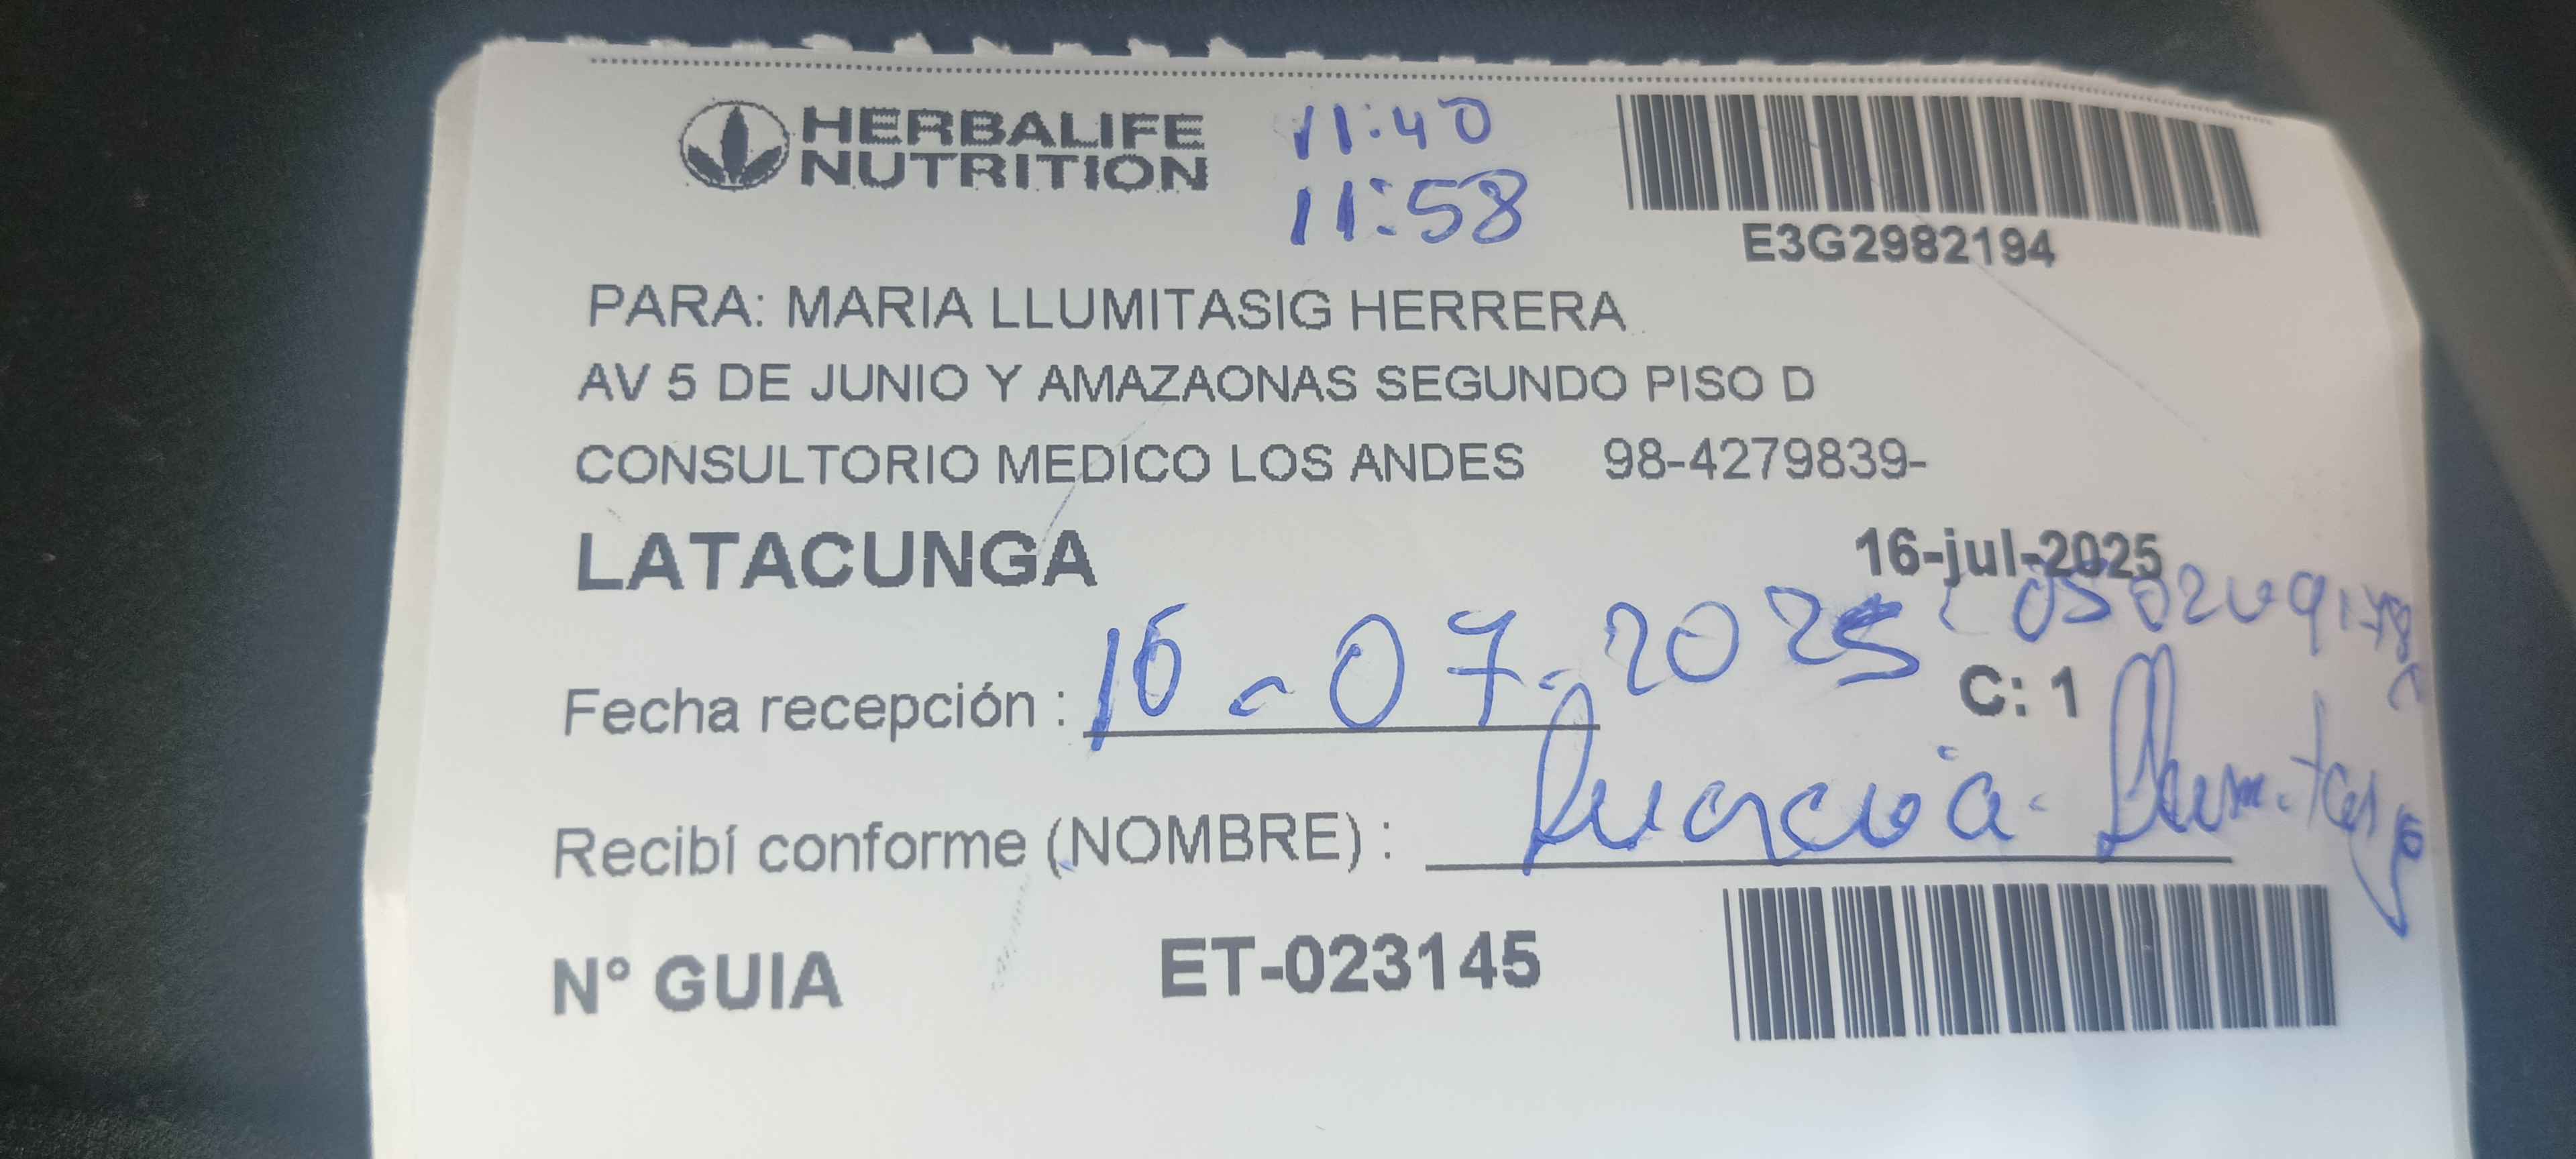 HERBALIFE
NUTRITION
11:40
11:58
E3G2982194
PARA: MARIA LLUMITASIG HERRERA
AV 5 DE JUNIO Y AMAZAONAS SEGUNDO PISO D
CONSULTORIO MEDICO LOS ANDES 98-4279839-
LATACUNGA 16-jul-2025
Fecha recepción : 16-07-2025
C: 1
Recibí conforme (NOMBRE) :
N° GUIA ET-023145